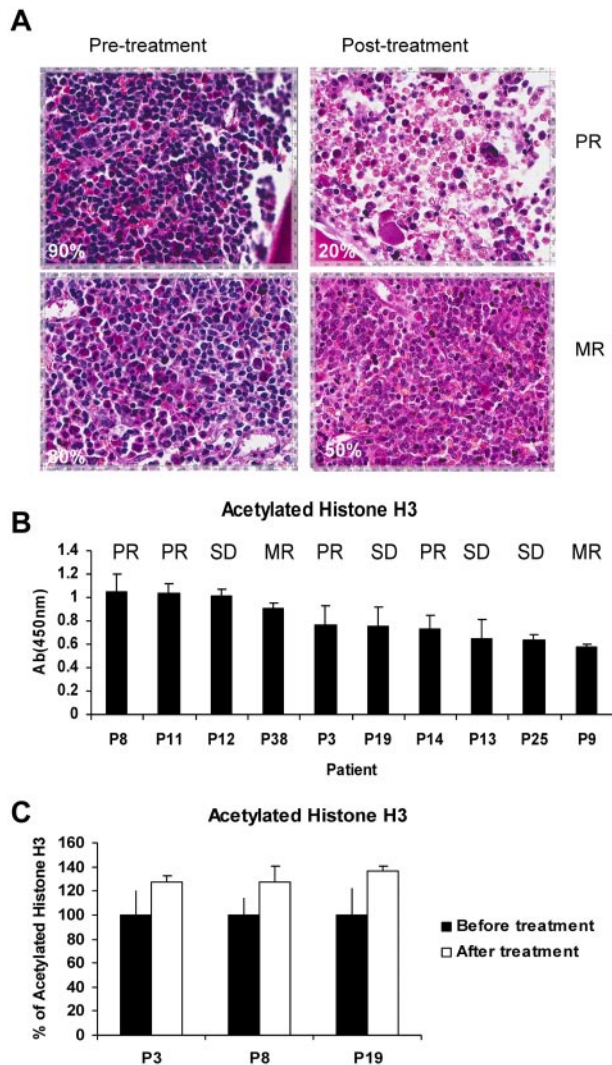 A
Pre-treatment Post-treatment
90%
20%
PR
80%
50%
MR
B
Acetylated Histone H3
PR PR SD MR PR SD PR SD SD MR
Ab(450nm)
1.4
1.2
1
0.8
0.6
0.4
0.2
0
P8 P11 P12 P38 P3 P19 P14 P13 P25 P9
Patient
C
Acetylated Histone H3
% of Acetylated Histone H3
160
140
120
100
80
60
40
20
0
P3 P8 P19
Before treatment
After treatment